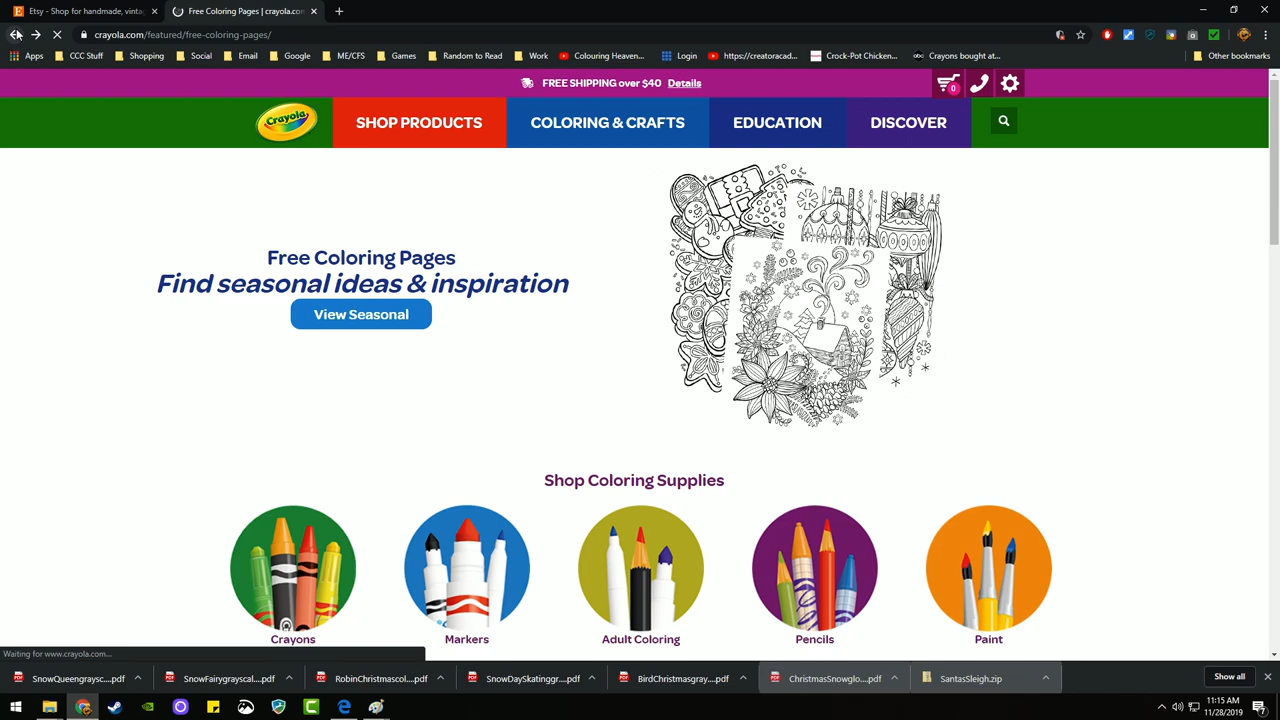 Etsy - Shop for handmade, vinta
Free Coloring Pages | crayola.co
crayola.com/featured/free-coloring-pages/
Apps CCC Stuff Shopping Social Email Google ME/CFS Games Random to Read Work Colouring Heaven... Login https://creatoracad... Crock-Pot Chicken... Crayons bought at... Other bookmarks
FREE SHIPPING over $40 Details
0
Crayola
SHOP PRODUCTS COLORING & CRAFTS EDUCATION DISCOVER
Free Coloring Pages
Find seasonal ideas & inspiration
View Seasonal
Shop Coloring Supplies
Crayons Markers Adult Coloring Pencils Paint
Waiting for www.crayola.com...
SnowQueengraysc....pdf SnowFairygrayscal....pdf RobinChristmascol....pdf SnowDaySkatinggr....pdf BirdChristmasgray....pdf ChristmasSnowglo....pdf SantasSleigh.zip Show all
11:15 AM
11/28/2019
7